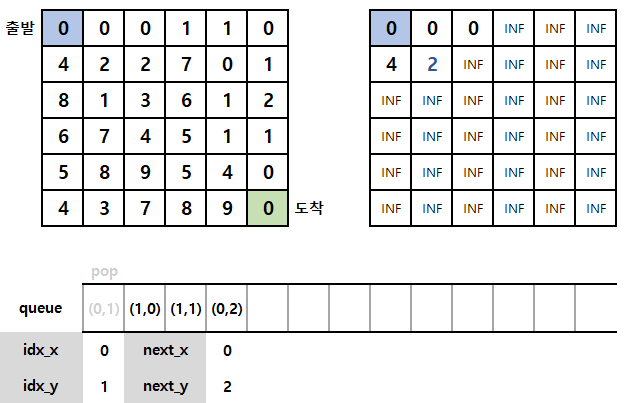 출발 0 0 0 1 1 0 0 0 0 INF INF INF
4 2 2 7 0 1 4 2 INF INF INF INF
8 1 3 6 1 2 INF INF INF INF INF INF
6 7 4 5 1 1 INF INF INF INF INF INF
5 8 9 5 4 0 INF INF INF INF INF INF
4 3 7 8 9 0 도착 INF INF INF INF INF INF
pop
queue (0,1) (1,0) (1,1) (0,2)
idx_x 0 next_x 0
idx_y 1 next_y 2